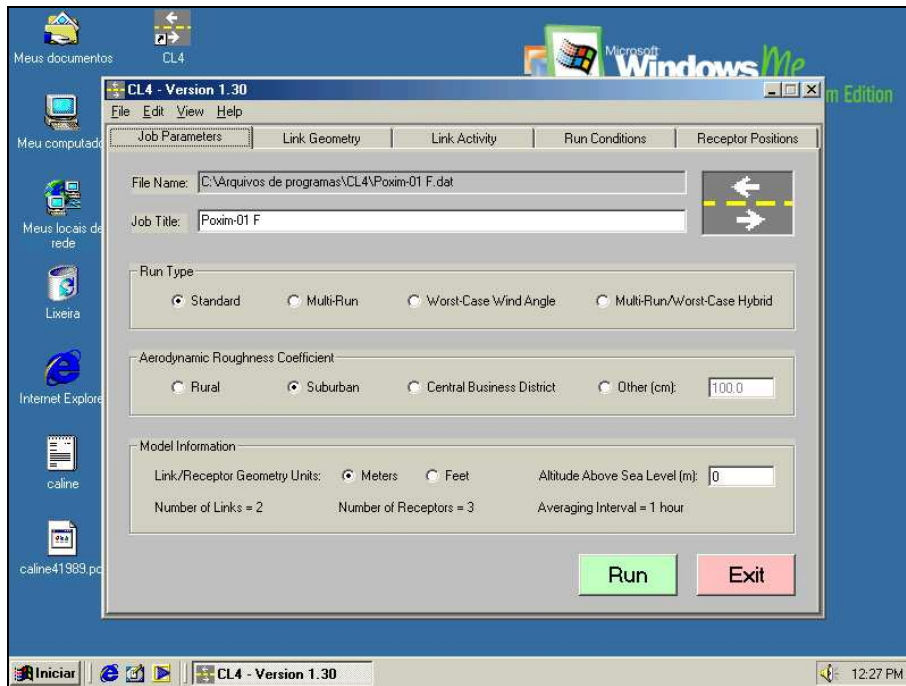 Meus documentos
CL4
Microsoft
Windows Me
m Edition
Meu computado
Meus locais de
rede
Lixeira
Internet Explore
caline
caline41989.pc
CL4 - Version 1.30
File Edit View Help
Job Parameters Link Geometry Link Activity Run Conditions Receptor Positions
File Name: C:\Arquivos de programas\CL4\Poxim-01 F.dat
Job Title: Poxim-01 F
Run Type
Standard Multi-Run Worst-Case Wind Angle Multi-Run/Worst-Case Hybrid
Aerodynamic Roughness Coefficient
Rural Suburban Central Business District Other (cm): 100.0
Model Information
Link/Receptor Geometry Units: Meters Feet Altitude Above Sea Level (m): 0
Number of Links = 2 Number of Receptors = 3 Averaging Interval = 1 hour
Run Exit
Iniciar CL4 - Version 1.30 12:27 PM